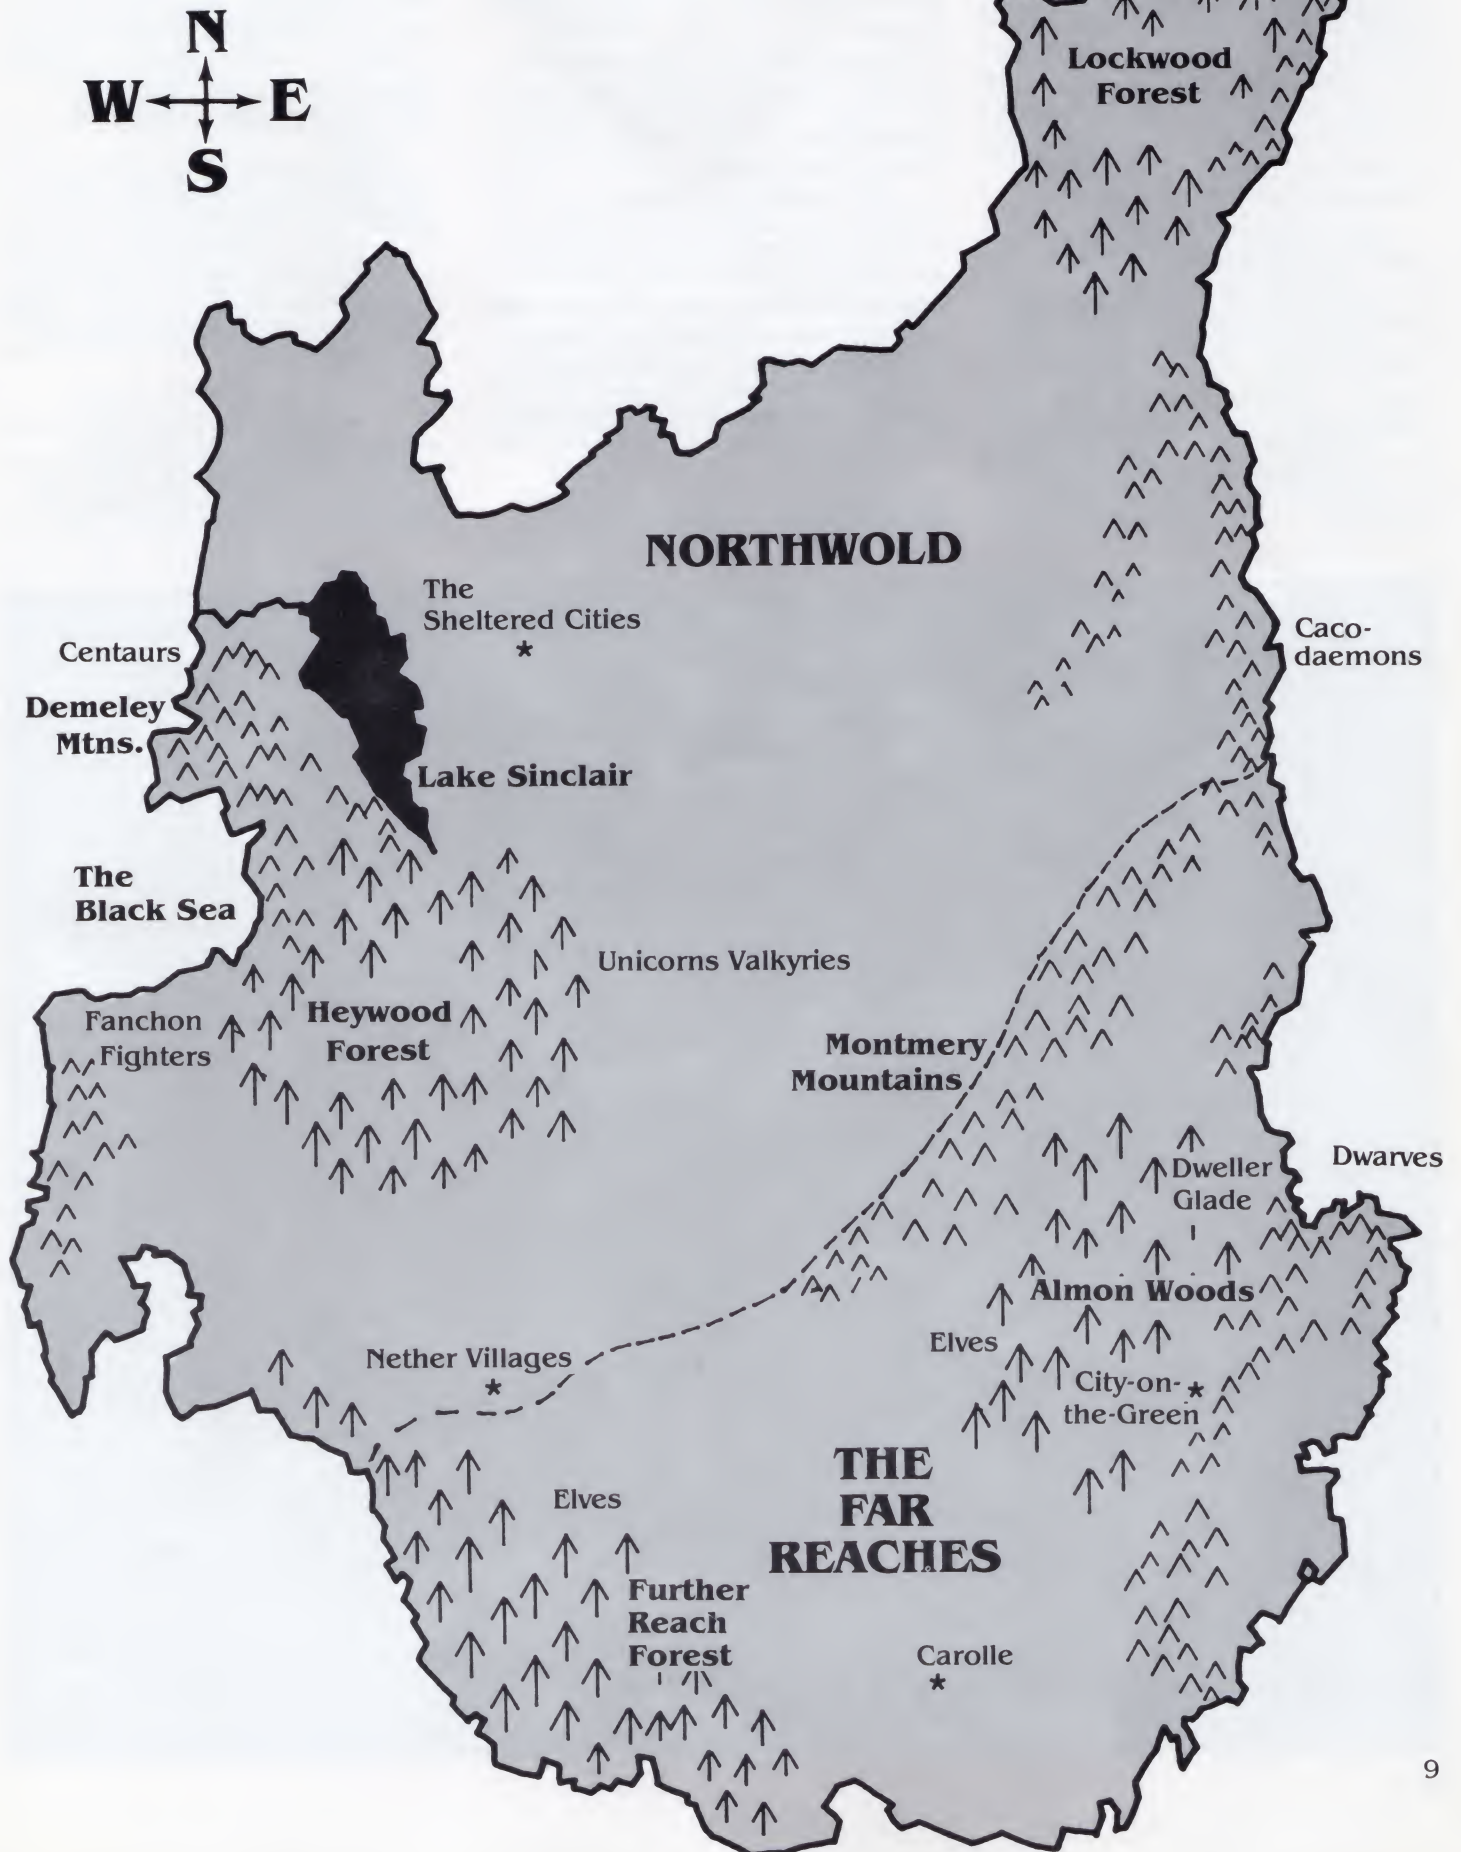 N
W E
S
Lockwood
Forest
NORTHWOLD
The
Sheltered Cities
*
Centaurs
Caco-
daemons
Demeley
Mtns.
Lake Sinclair
The
Black Sea
Unicorns Valkyries
Fanchon
Fighters
Heywood
Forest
Montmery
Mountains
Dweller
Glade
Dwarves
Almon Woods
Elves
Nether Villages
*
City-on-*
the-Green
THE
FAR
REACHES
Elves
Further
Reach
Forest
Carolle
*
9